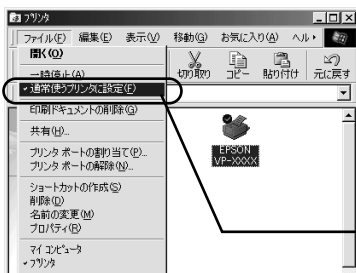 プリンタ
ファイル(F) 編集(E) 表示(V) 移動(G) お気に入り(A) ヘル
開く(O)
一時停止(A)
通常使うプリンタに設定(F)
印刷ドキュメントの削除(G)
共有(H)...
プリンタ ポートの割り当て(P)...
プリンタ ポートの解除(N)...
ショートカットの作成(S)
削除(D)
名前の変更(M)
プロパティ(R)
マイ コンピュータ
プリンタ
切り取り コピー 貼り付け 元に戻す
EPSON
VP-XXXX